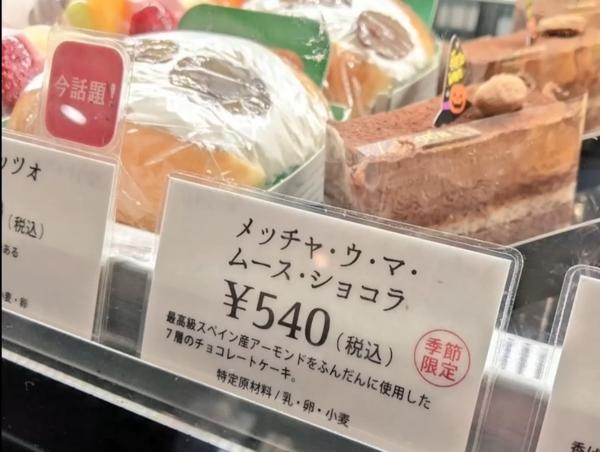 今話題!
ッツオ
(税込)
ある
小麦・卵
メッチャ・ウ・マ・
ムース・ショコラ
¥540(税込)
最高級スペイン産アーモンドをふんだんに使用した
7層のチョコレートケーキ。
特定原材料/乳・卵・小麦
季節
限定